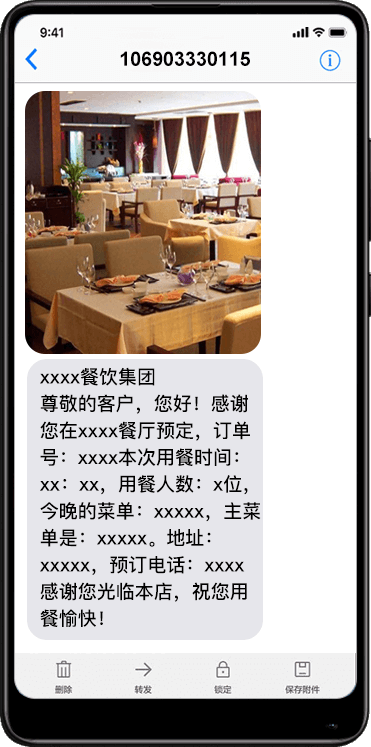 9:41
106903330115
xxxx餐饮集团
尊敬的客户，您好！感谢
您在xxxx餐厅预定，订单
号：xxxx本次用餐时间：
xx：xx，用餐人数：x位，
今晚的菜单：xxxxx，主菜
单是：xxxxx。地址：
xxxxx，预订电话：xxxx
感谢您光临本店，祝您用
餐愉快！
删除 转发 锁定 保存附件